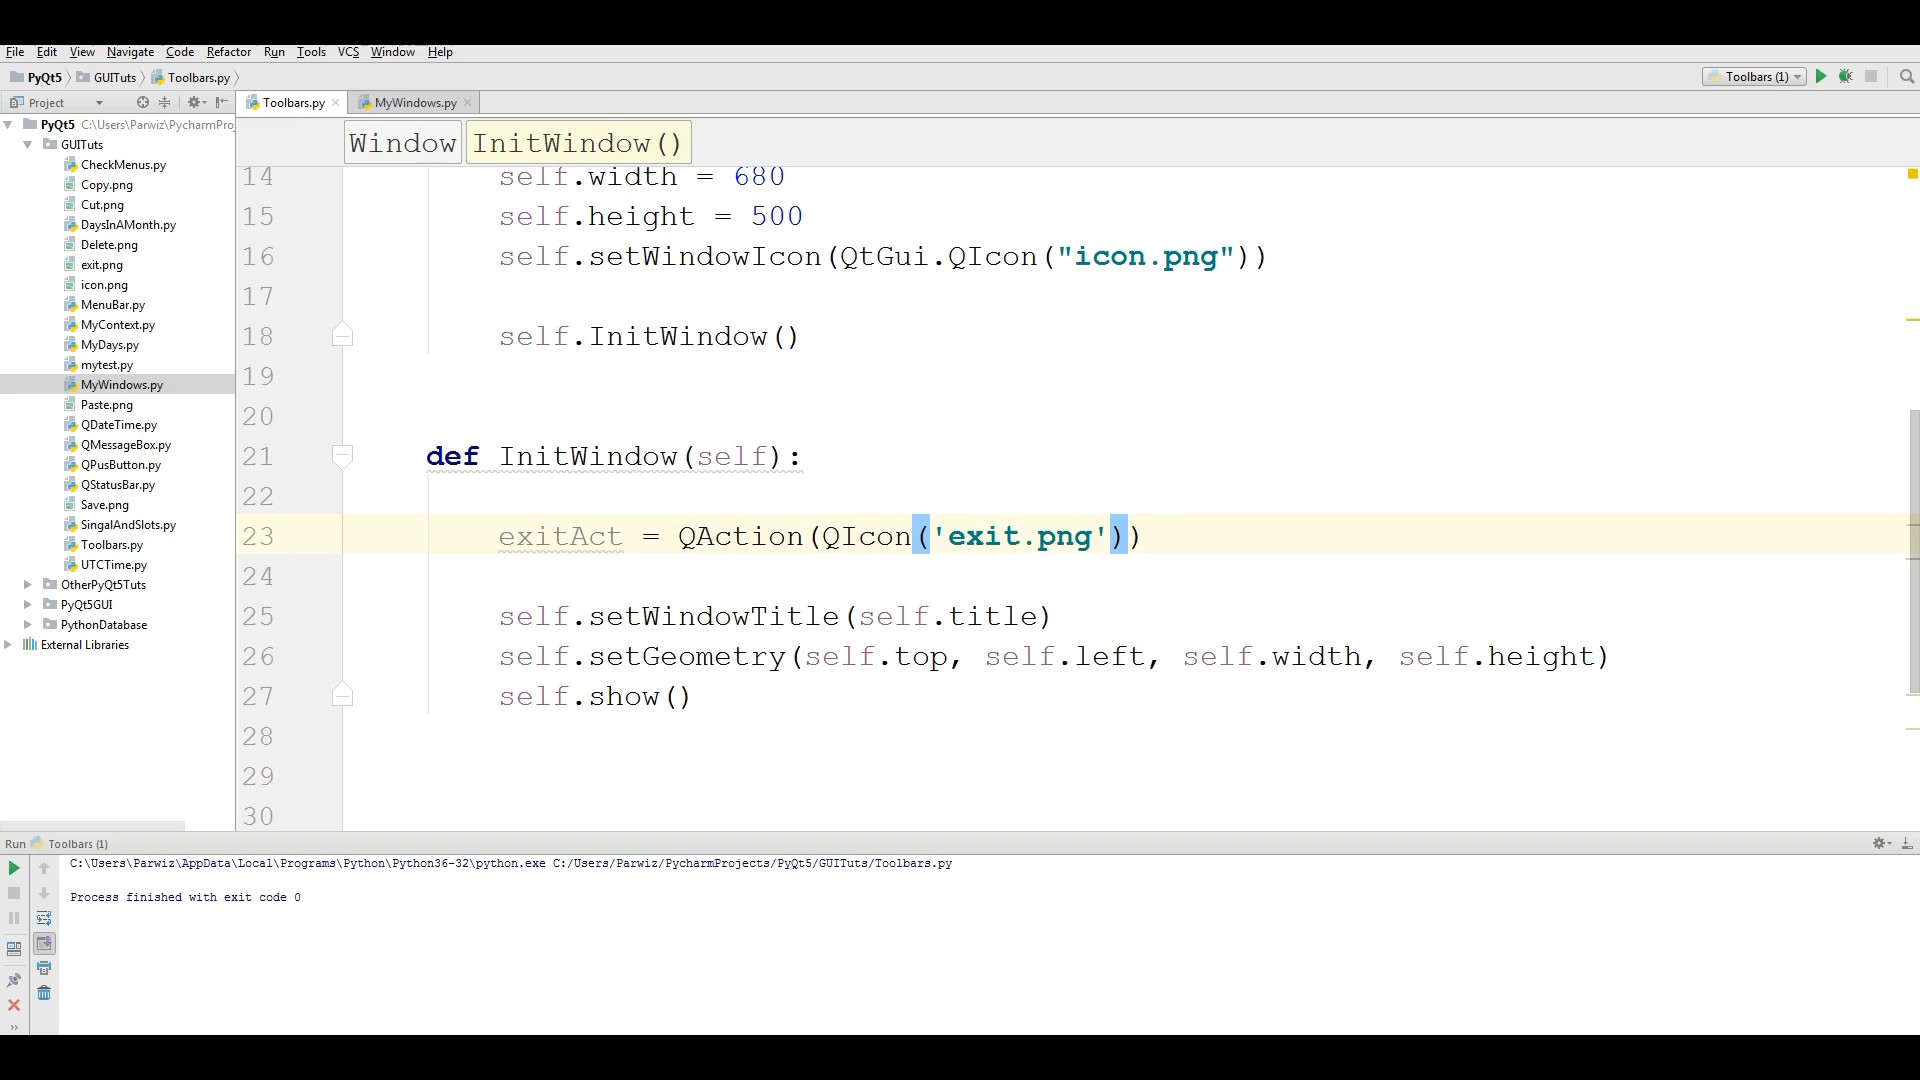 File Edit View Navigate Code Refactor Run Tools VCS Window Help
PyQt5 GUITuts Toolbars.py Toolbars (1)
Project Toolbars.py MyWindows.py
PyQt5 C:\Users\Parwiz\PycharmPro
GUITuts
CheckMenus.py
Copy.png
Cut.png
DaysInAMonth.py
Delete.png
exit.png
icon.png
MenuBar.py
MyContext.py
MyDays.py
mytest.py
MyWindows.py
Paste.png
QDateTime.py
QMessageBox.py
QPusButton.py
QStatusBar.py
Save.png
SingalAndSlots.py
Toolbars.py
UTCTime.py
OtherPyQt5Tuts
PyQt5GUI
PythonDatabase
External Libraries
Window InitWindow()
14 self.width = 680
15 self.height = 500
16 self.setWindowIcon(QtGui.QIcon("icon.png"))
17
18 self.InitWindow()
19
20
21 def InitWindow(self):
22
23 exitAct = QAction(QIcon('exit.png'))
24
25 self.setWindowTitle(self.title)
26 self.setGeometry(self.top, self.left, self.width, self.height)
27 self.show()
28
29
30
Run Toolbars (1)
C:\Users\Parwiz\AppData\Local\Programs\Python\Python36-32\python.exe C:/Users/Parwiz/PycharmProjects/PyQt5/GUITuts/Toolbars.py
Process finished with exit code 0